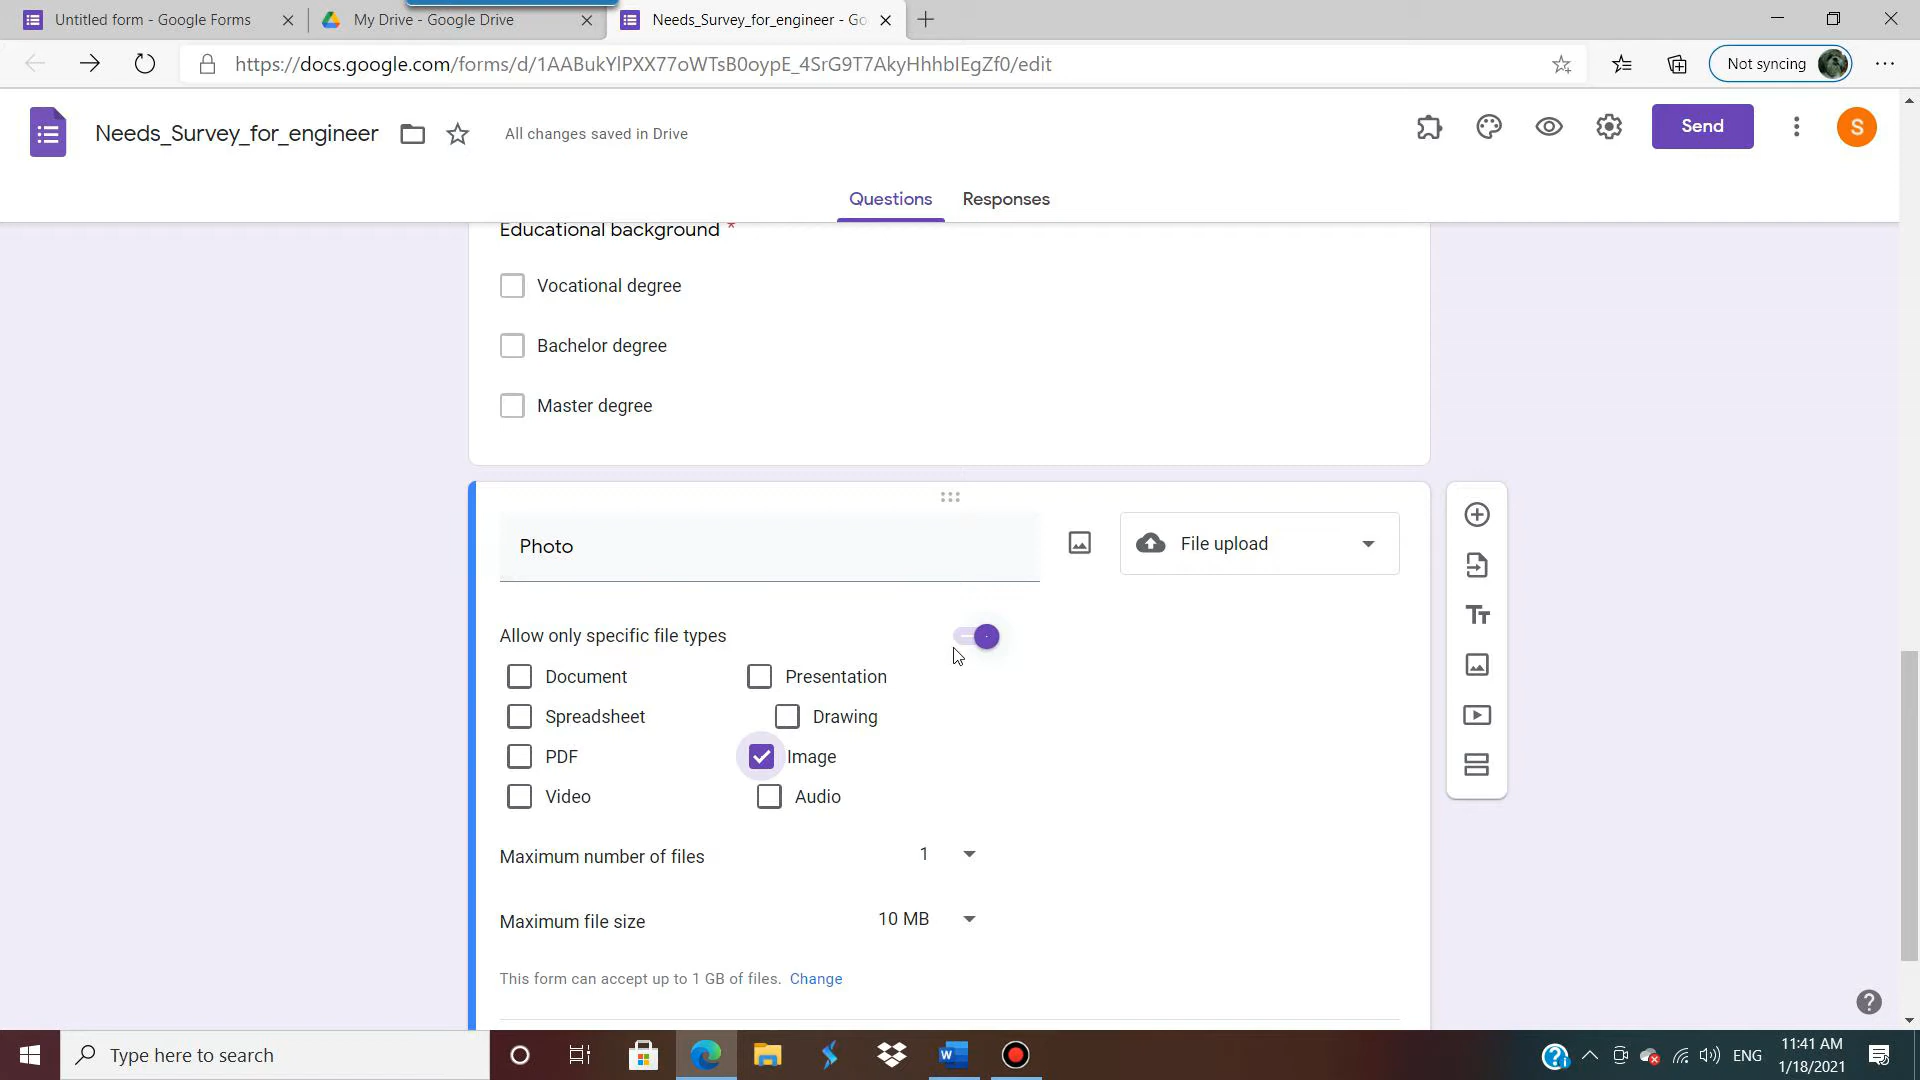 Untitled form - Google Forms
My Drive - Google Drive
Needs_Survey_for_engineer - Go
https://docs.google.com/forms/d/1AABukYlPXX77oWTsB0oypE_4SrG9T7AkyHhhbIEgZf0/edit
Not syncing
Needs_Survey_for_engineer
All changes saved in Drive
Send
S
Questions
Responses
Educational background *
Vocational degree
Bachelor degree
Master degree
Photo
File upload
Allow only specific file types
Document
Presentation
Spreadsheet
Drawing
PDF
Image
Video
Audio
Maximum number of files
1
Maximum file size
10 MB
This form can accept up to 1 GB of files. Change
Type here to search
ENG
11:41 AM
1/18/2021